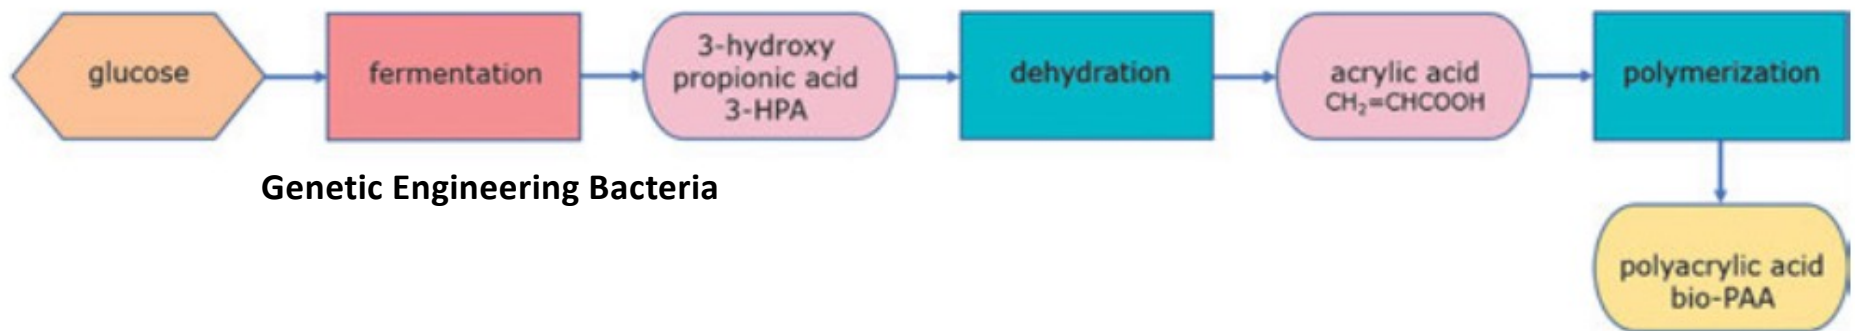 glucose
fermentation
3-hydroxy
propionic acid
3-HPA
dehydration
acrylic acid
CH₂=CHCOOH
polymerization
Genetic Engineering Bacteria
polyacrylic acid
bio-PAA